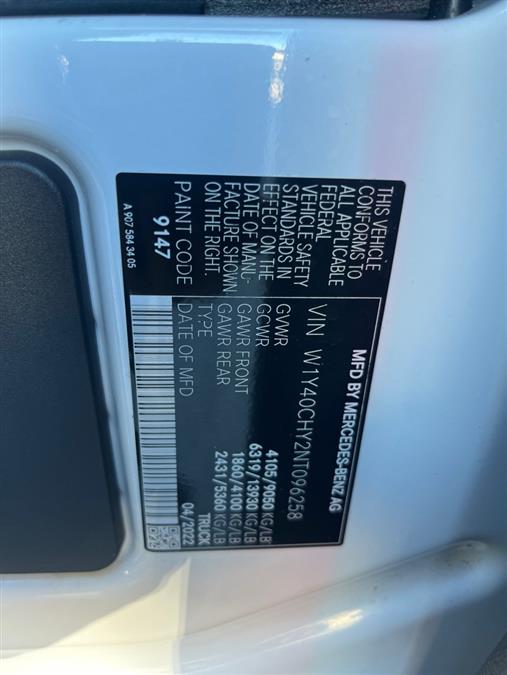 MFD BY MERCEDES-BENZ AG
VIN W1Y40CHY2NT096258
THIS VEHICLE
CONFORMS TO
ALL APPLICABLE
FEDERAL
VEHICLE SAFETY
STANDARDS IN
EFFECT ON THE
DATE OF MANU-
FACTURE SHOWN
ON THE RIGHT.
GVWR 4105/9050 KG/LB
GCWR 6319/13930 KG/LB
GAWR FRONT 1860/4100 KG/LB
GAWR REAR 2431/5360 KG/LB
TYPE TRUCK
DATE OF MFD 04/2022
PAINT CODE
9147
A 907 584 34 05